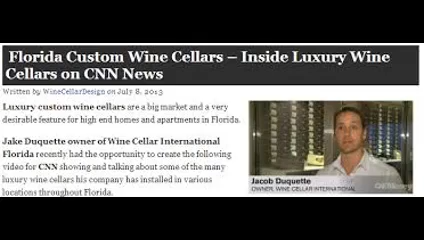 Florida Custom Wine Cellars – Inside Luxury Wine
Cellars on CNN News
Written by WineCellarDesign on July 8, 2013
Luxury custom wine cellars are a big market and a very
desirable feature for high end homes and apartments in Florida.
Jake Duquette owner of Wine Cellar International
Florida recently had the opportunity to create the following
video for CNN showing and talking about some of the many
luxury wine cellars his company has installed in various
locations throughout Florida.
Jacob Duquette
OWNER, WINE CELLAR INTERNATIONAL